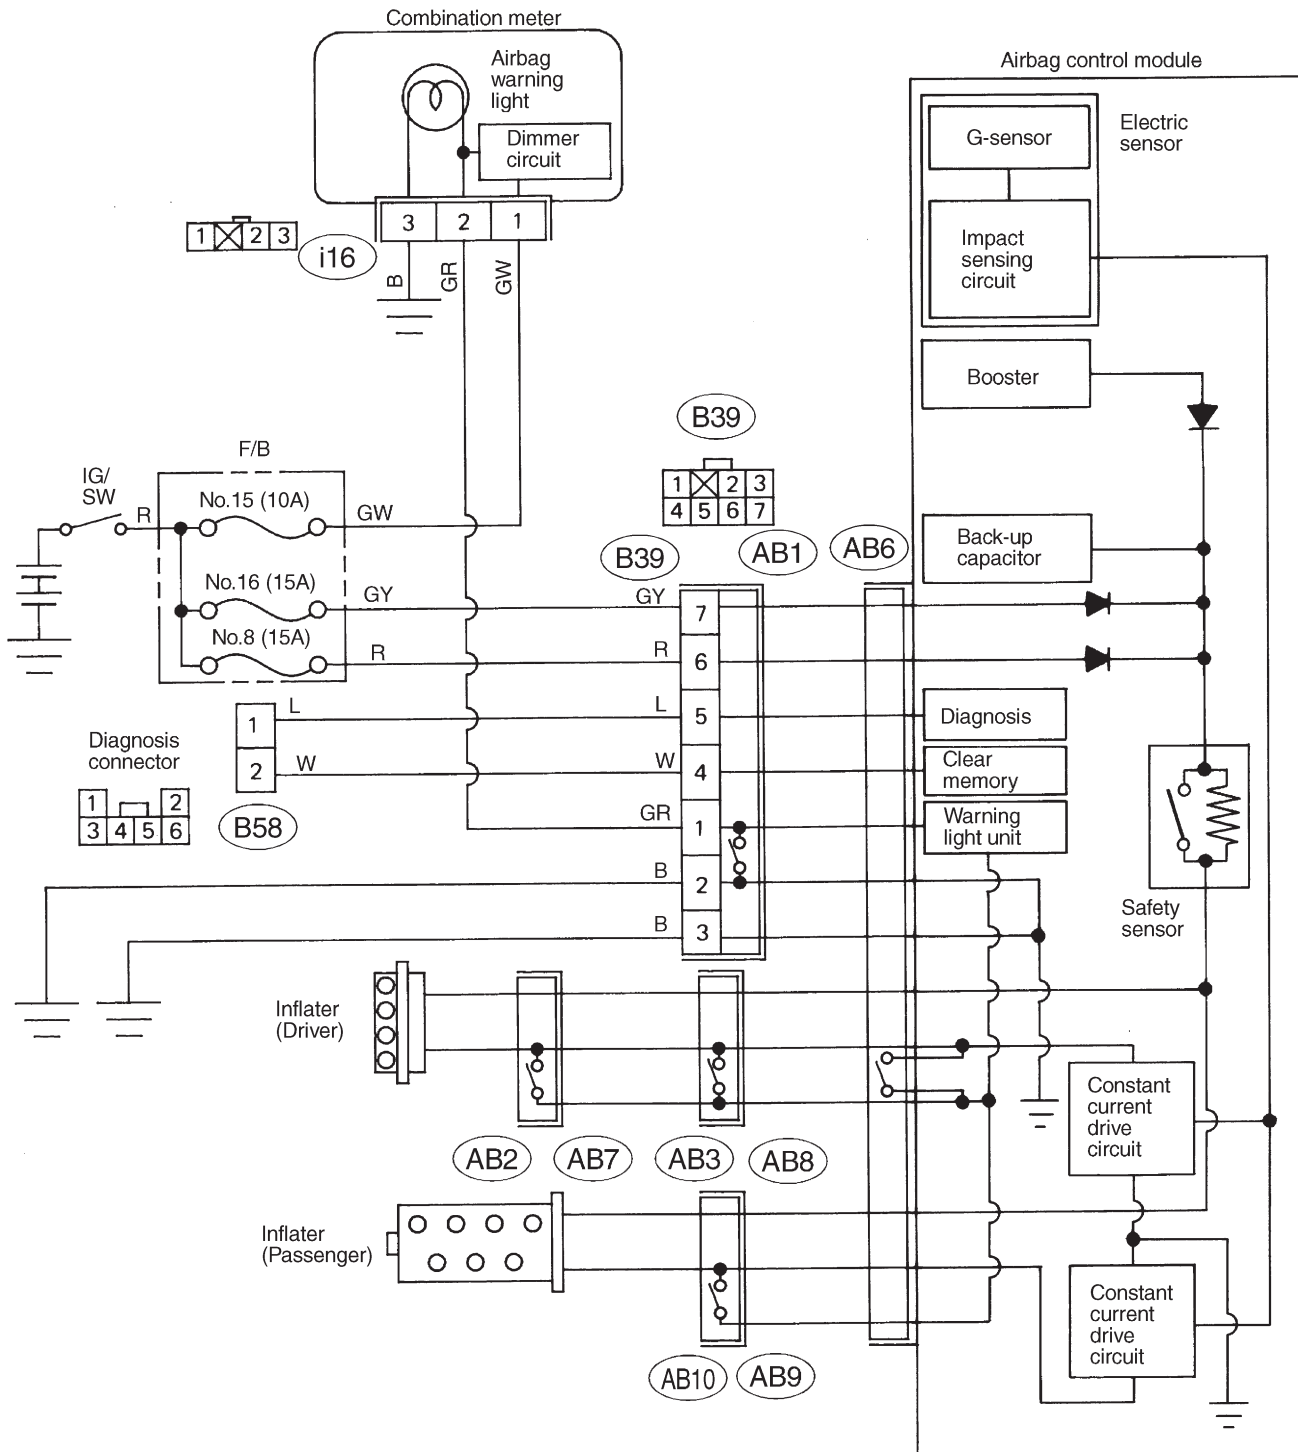 Combination meter
Airbag
warning
light
Dimmer
circuit
3 2 1
1 2 3
i16
B
GR
GW
Airbag control module
G-sensor
Electric
sensor
Impact
sensing
circuit
Booster
B39
1 2 3
4 5 6 7
F/B
IG/
SW
R
No.15 (10A)
GW
No.16 (15A)
GY
No.8 (15A)
R
B39
AB1
AB6
Back-up
capacitor
GY
7
R
6
L
5
W
4
GR
1
B
2
B
3
Diagnosis
Clear
memory
Warning
light unit
1
L
2
W
Diagnosis
connector
1 2
3 4 5 6
B58
Safety
sensor
Inflater
(Driver)
AB2
AB7
AB3
AB8
Constant
current
drive
circuit
Inflater
(Passenger)
AB10
AB9
Constant
current
drive
circuit